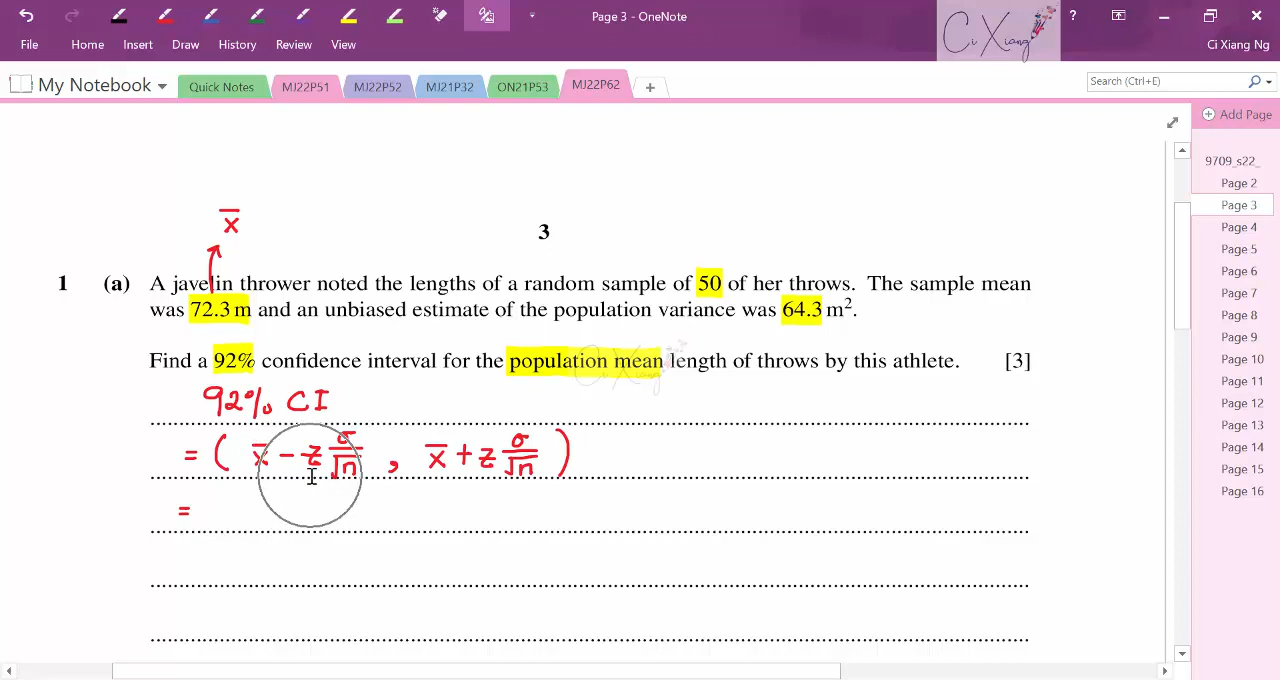 Page 3 - OneNote
Ci Xiang
?
File Home Insert Draw History Review View
Ci Xiang Ng
My Notebook
Quick Notes
MJ22P51
MJ22P52
MJ21P32
ON21P53
MJ22P62
Search (Ctrl+E)
Add Page
9709_s22_
Page 2
Page 3
Page 4
Page 5
Page 6
Page 7
Page 8
Page 9
Page 10
Page 11
Page 12
Page 13
Page 14
Page 15
Page 16
x̄
3
1 (a) A javelin thrower noted the lengths of a random sample of 50 of her throws. The sample mean
was 72.3 m and an unbiased estimate of the population variance was 64.3 m².
Find a 92% confidence interval for the population mean length of throws by this athlete. [3]
Ci Xiang
92% CI
= ( x̄ - z σ/√n , x̄ + z σ/√n )
=